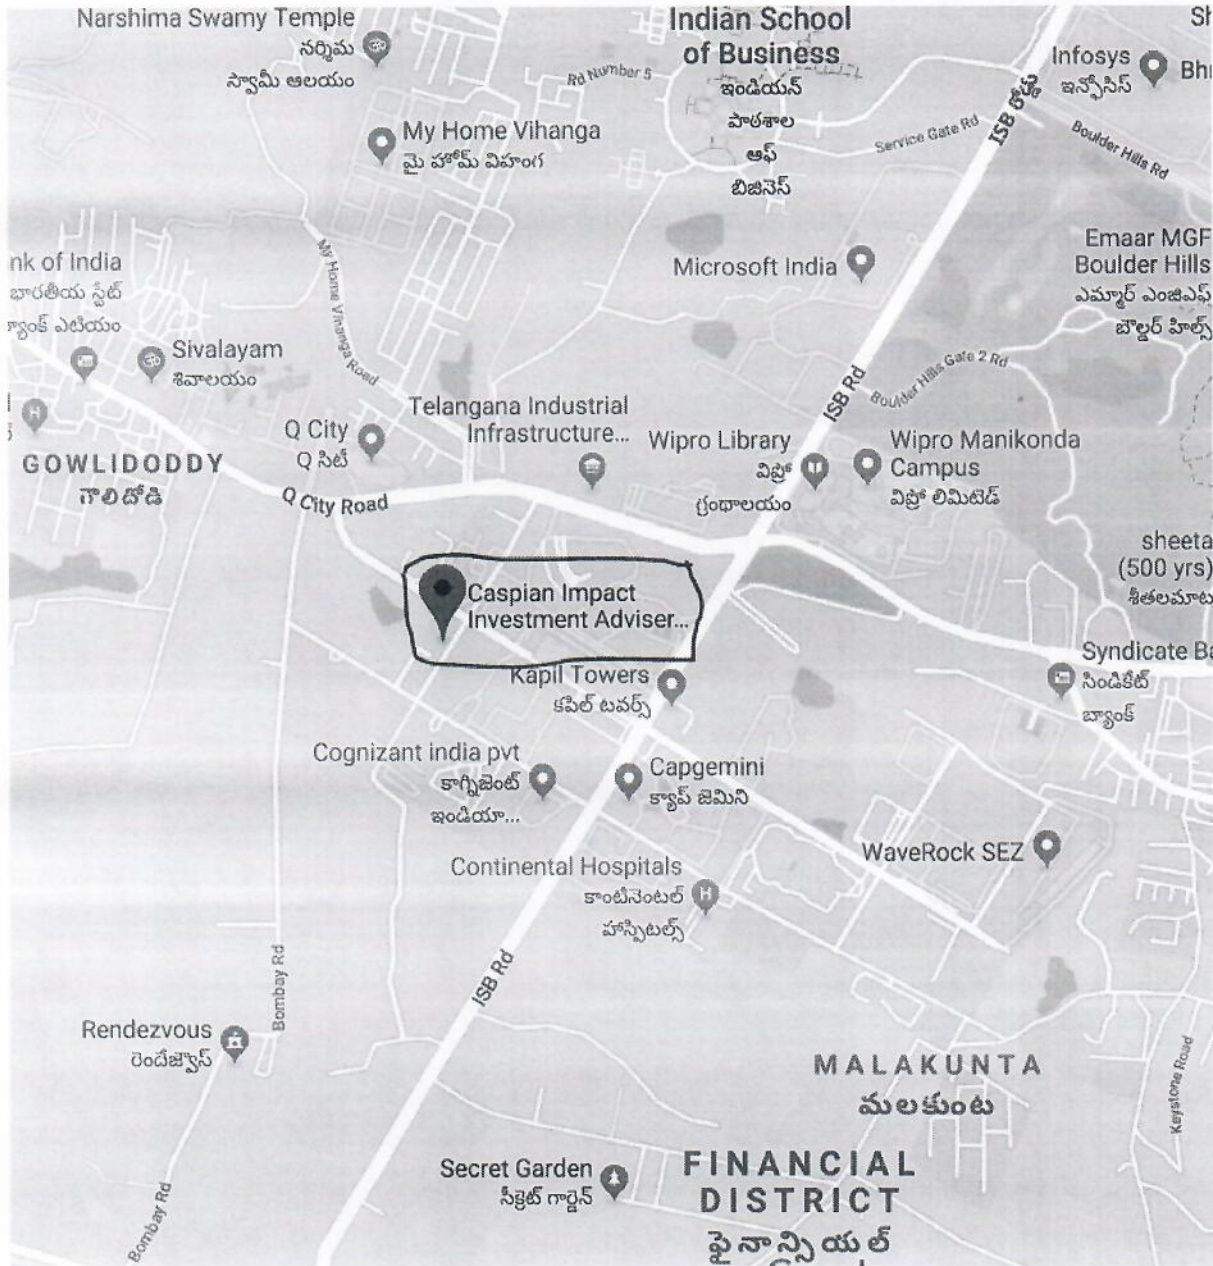 Narshima Swamy Temple
నర్శిమ
స్వామీ ఆలయం
Indian School
of Business
ఇండియన్
పాఠశాల
ఆఫ్
బిజినెస్
Rd Number 5
Infosys
ఇన్ఫోసిస్
My Home Vihanga
మై హోమ్ విహంగ
Service Gate Rd
ISB రోడ్డు
Boulder Hills Rd
Microsoft India
Emaar MGF
Boulder Hills
ఎమ్మార్ ఎంజిఎఫ్
బౌల్డర్ హిల్స్
nk of India
భారతీయ స్టేట్
బ్యాంక్ ఎటియం
My Home Vihanga Road
Sivalayam
శివాలయం
Boulder Hills Gate 2 Rd
ISB Rd
Telangana Industrial
Infrastructure...
Q City
Q సిటీ
Wipro Library
విప్రో
గ్రంథాలయం
Wipro Manikonda
Campus
విప్రో లిమిటెడ్
GOWLIDODDY
గౌలిదోడి
Q City Road
sheeta
(500 yrs)
శీతలమాట
Caspian Impact
Investment Adviser...
Kapil Towers
కపిల్ టవర్స్
Syndicate Ba
సిండికేట్
బ్యాంక్
Cognizant india pvt
కాగ్నిజెంట్
ఇండియా...
Capgemini
క్యాప్ జెమిని
WaveRock SEZ
Continental Hospitals
కాంటినెంటల్
హాస్పిటల్స్
ISB Rd
Bombay Rd
Rendezvous
రెందేజ్వౌస్
MALAKUNTA
మలకుంట
Keystone Road
Secret Garden
సీక్రెట్ గార్డెన్
FINANCIAL
DISTRICT
ఫైనాన్సియల్
Bombay Rd